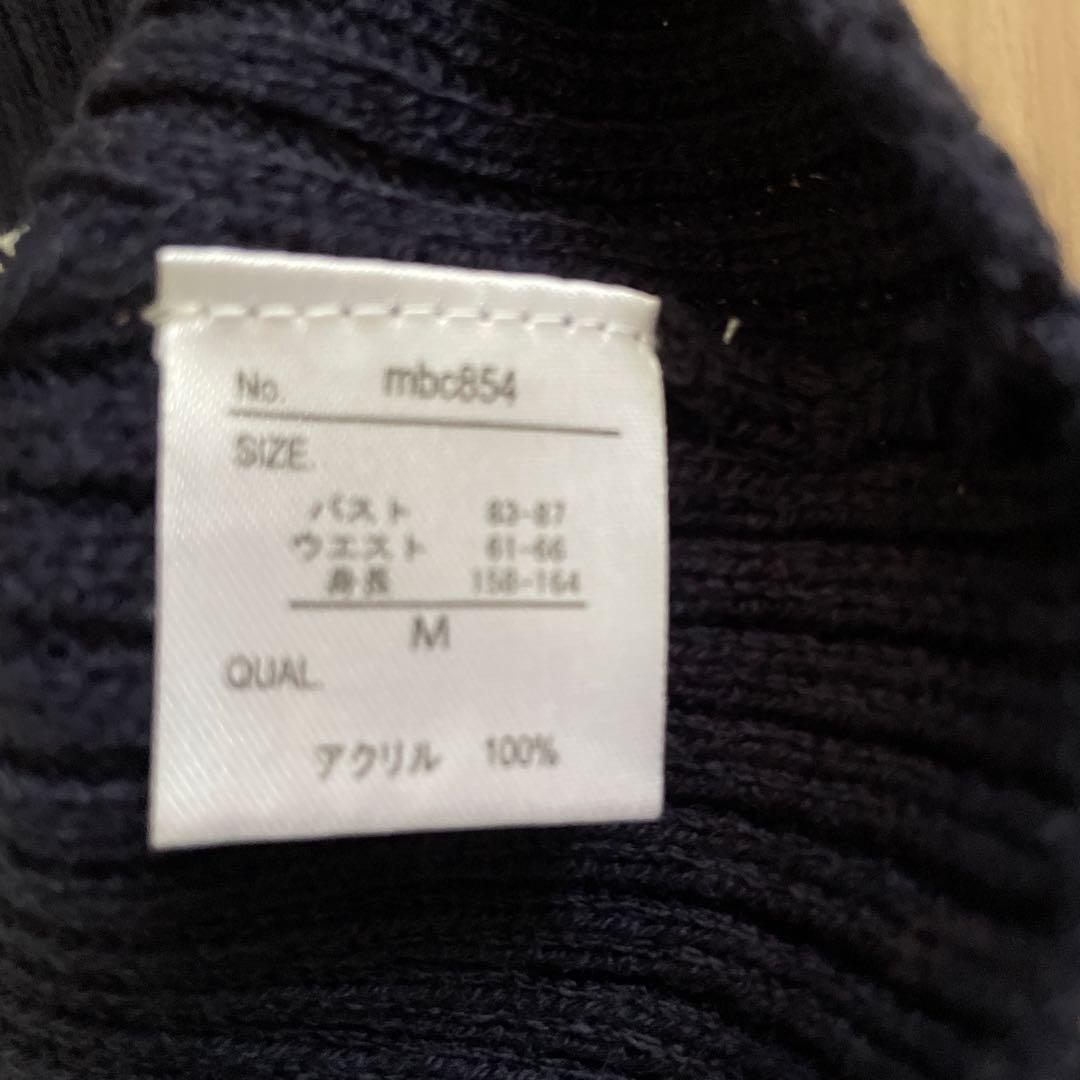 No. mbc854
SIZE.
バスト 83-87
ウエスト 61-66
身長 158-164
M
QUAL.
アクリル 100%